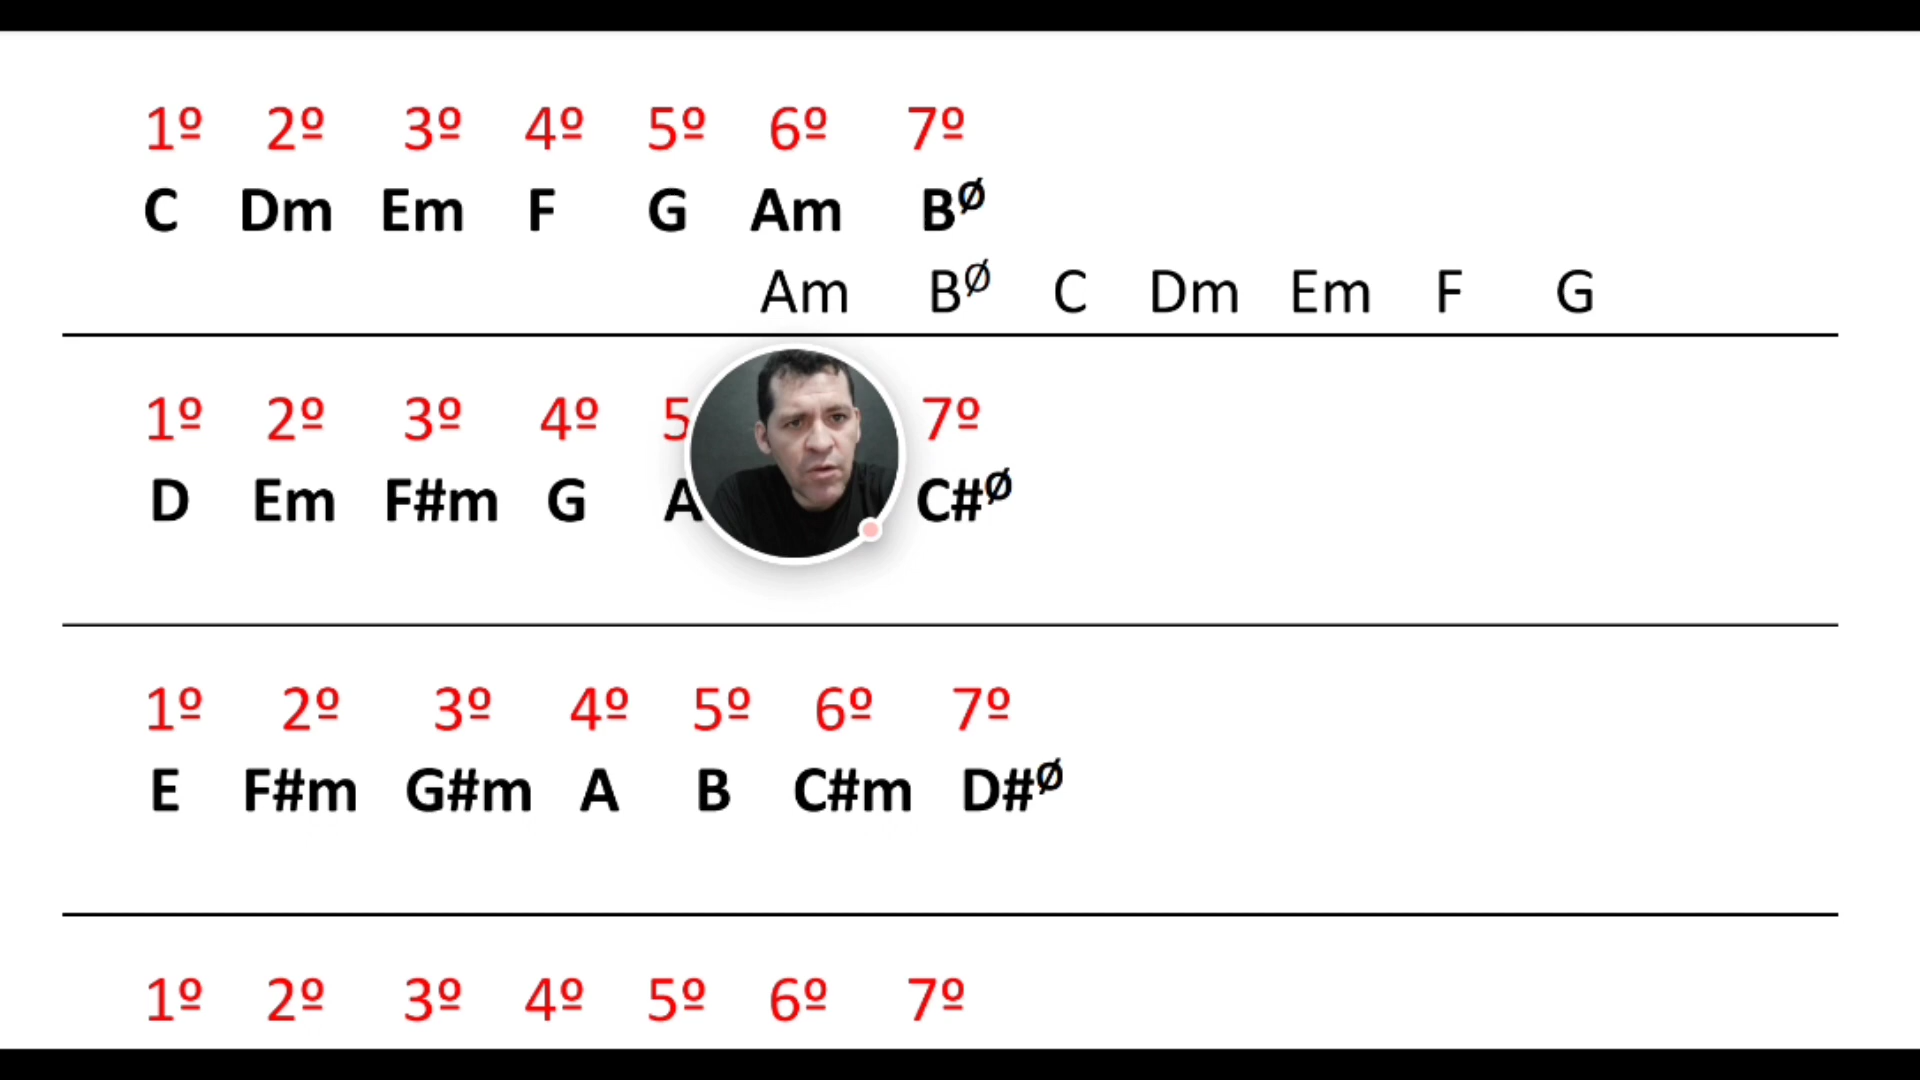 1º 2º 3º 4º 5º 6º 7º
C Dm Em F G Am BØ
Am BØ C Dm Em F G
1º 2º 3º 4º 5 7º
D Em F#m G A C#Ø
1º 2º 3º 4º 5º 6º 7º
E F#m G#m A B C#m D#Ø
1º 2º 3º 4º 5º 6º 7º